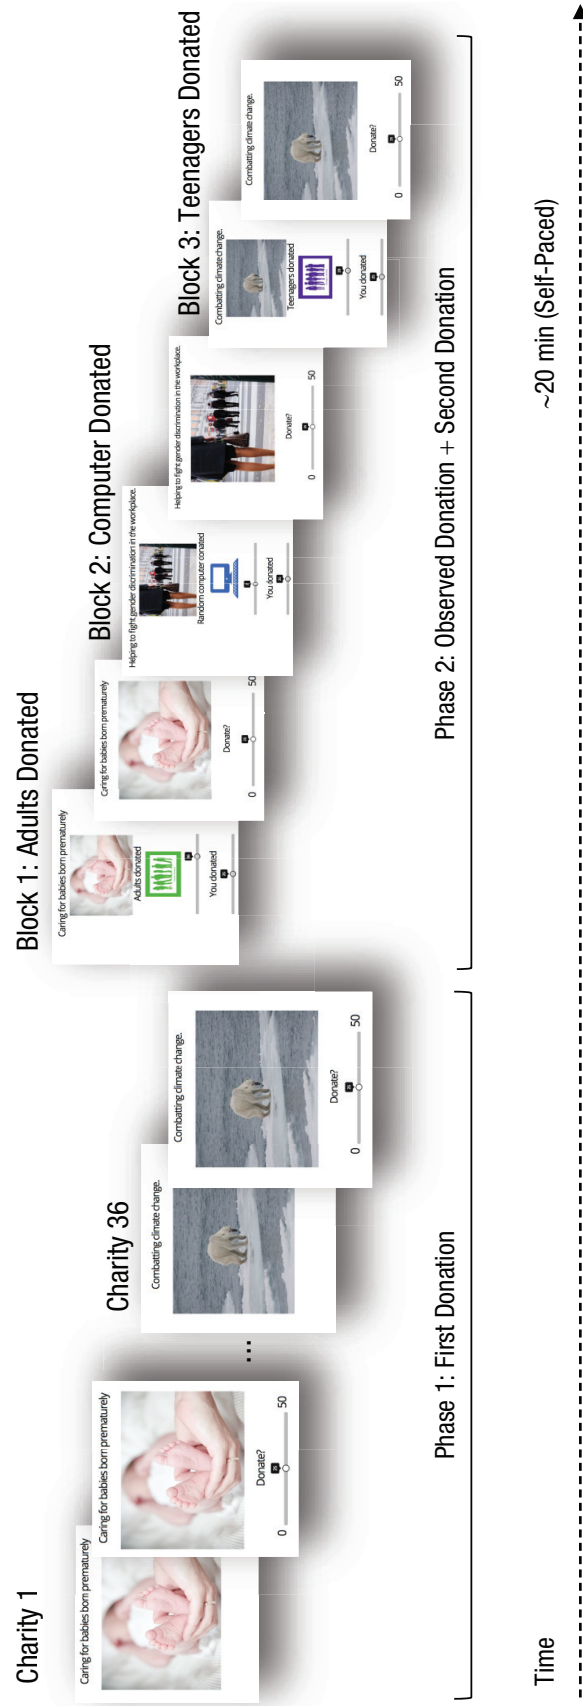 Charity 1
Caring for babies born prematurely
Caring for babies born prematurely
Donate?
0
50
...
Charity 36
Combatting climate change.
Combatting climate change.
Donate?
0
50
Phase 1: First Donation
Block 1: Adults Donated
Caring for babies born prematurely
Adults donated
You donated
Caring for babies born prematurely
Donate?
0
50
Block 2: Computer Donated
Helping to fight gender discrimination in the workplace.
Random computer donated
You donated
Helping to fight gender discrimination in the workplace.
Donate?
0
50
Block 3: Teenagers Donated
Combatting climate change.
Teenagers donated
You donated
Combatting climate change.
Donate?
0
50
Phase 2: Observed Donation + Second Donation
Time
~20 min (Self-Paced)